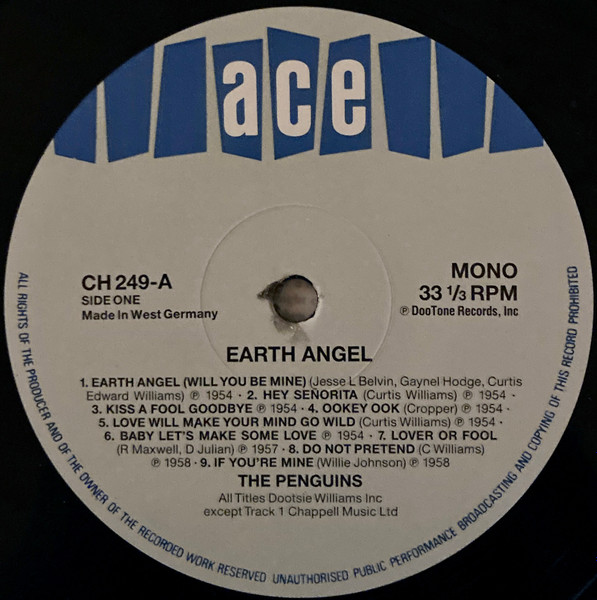 ace
CH 249-A
SIDE ONE
Made In West Germany
MONO
33 1/3 RPM
℗ DooTone Records, Inc
EARTH ANGEL
1. EARTH ANGEL (WILL YOU BE MINE) (Jesse L Belvin, Gaynel Hodge, Curtis
Edward Williams) ℗ 1954 · 2. HEY SEÑORITA (Curtis Williams) ℗ 1954 ·
3. KISS A FOOL GOODBYE ℗ 1954 · 4. OOKEY OOK (Cropper) ℗ 1954 ·
5. LOVE WILL MAKE YOUR MIND GO WILD (Curtis Williams) ℗ 1954 ·
6. BABY LET'S MAKE SOME LOVE ℗ 1954 · 7. LOVER OR FOOL
(R Maxwell, D Julian) ℗ 1957 · 8. DO NOT PRETEND (C Williams)
℗ 1958 · 9. IF YOU'RE MINE (Willie Johnson) ℗ 1958
THE PENGUINS
All Titles Dootsie Williams Inc
except Track 1 Chappell Music Ltd
ALL RIGHTS OF THE PRODUCER AND OF THE OWNER OF THE RECORDED WORK RESERVED UNAUTHORISED PUBLIC PERFORMANCE BROADCASTING AND COPYING OF THIS RECORD PROHIBITED